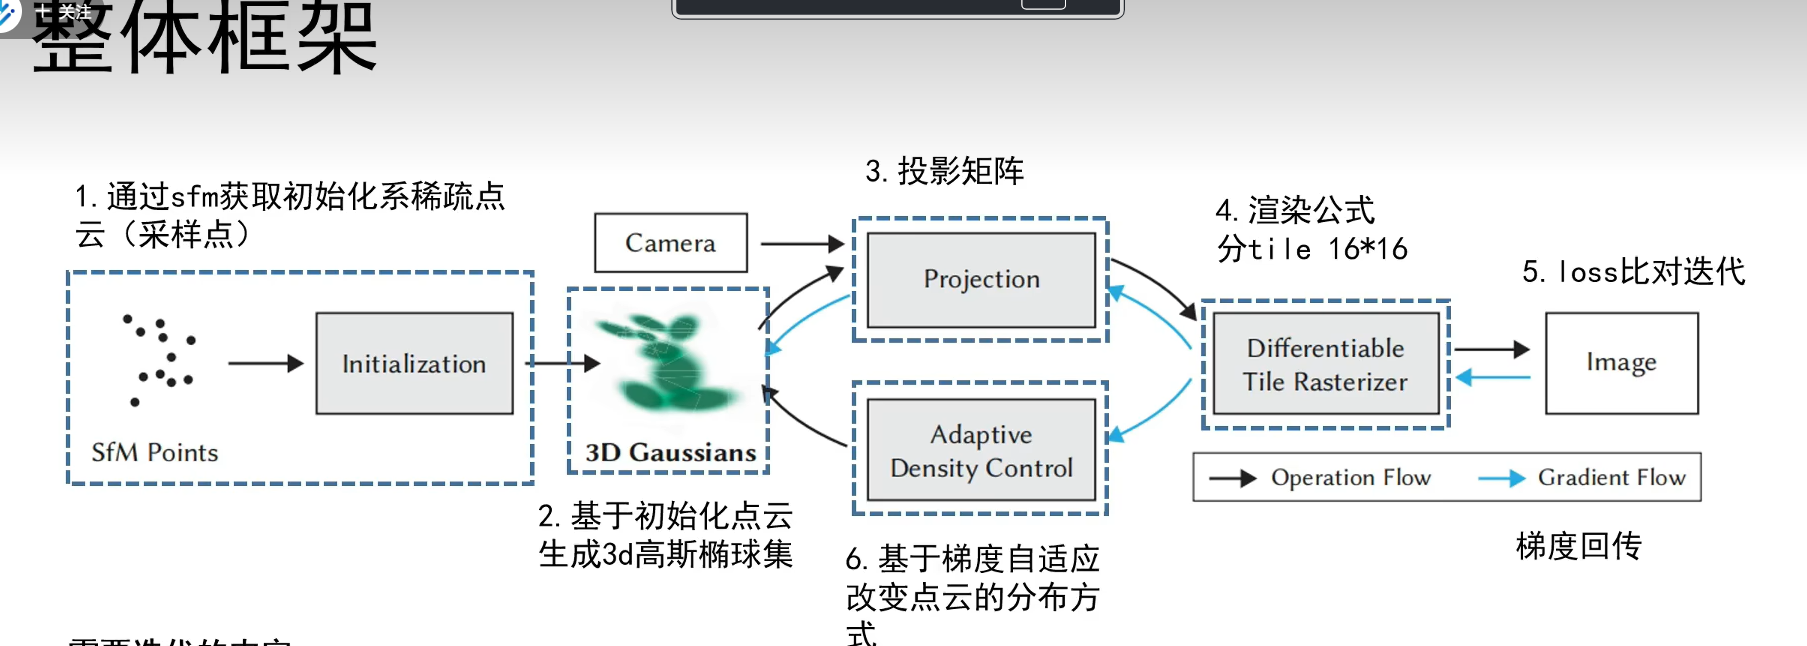 + 关注
整体框架
1.通过sfm获取初始化系稀疏点
云（采样点）
SfM Points
Initialization
Camera
3D Gaussians
2.基于初始化点云
生成3d高斯椭球集
3.投影矩阵
Projection
Adaptive
Density Control
6.基于梯度自适应
改变点云的分布方
式
4.渲染公式
分tile 16*16
Differentiable
Tile Rasterizer
5.loss比对迭代
Image
Operation Flow
Gradient Flow
梯度回传